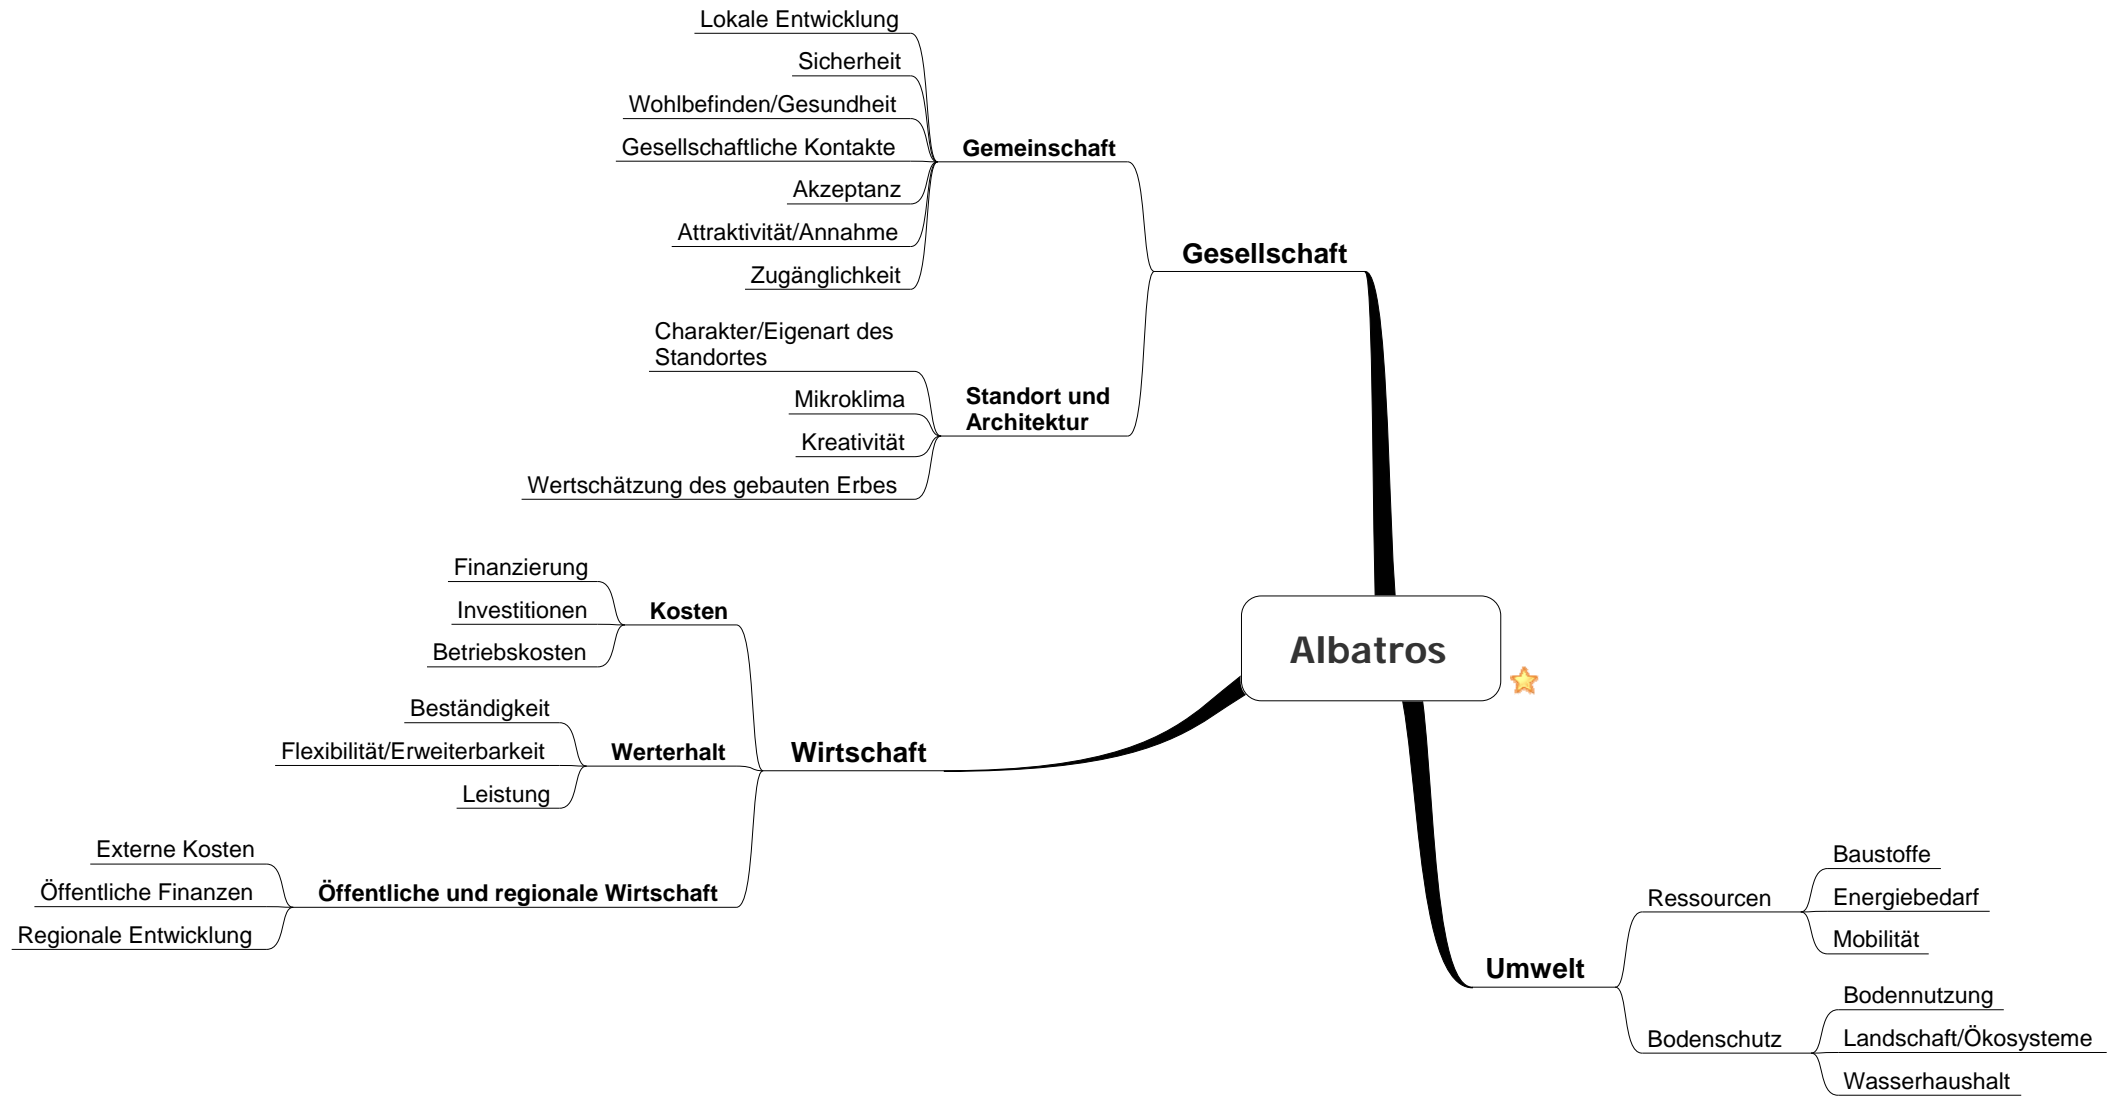 Lokale Entwicklung
Sicherheit
Wohlbefinden/Gesundheit
Gesellschaftliche Kontakte
Akzeptanz
Attraktivität/Annahme
Zugänglichkeit
Gemeinschaft
Charakter/Eigenart des
Standortes
Mikroklima
Kreativität
Wertschätzung des gebauten Erbes
Standort und
Architektur
Gesellschaft
Finanzierung
Investitionen
Betriebskosten
Kosten
Beständigkeit
Flexibilität/Erweiterbarkeit
Leistung
Werterhalt
Externe Kosten
Öffentliche Finanzen
Regionale Entwicklung
Öffentliche und regionale Wirtschaft
Wirtschaft
Albatros
Umwelt
Ressourcen
Baustoffe
Energiebedarf
Mobilität
Bodenschutz
Bodennutzung
Landschaft/Ökosysteme
Wasserhaushalt